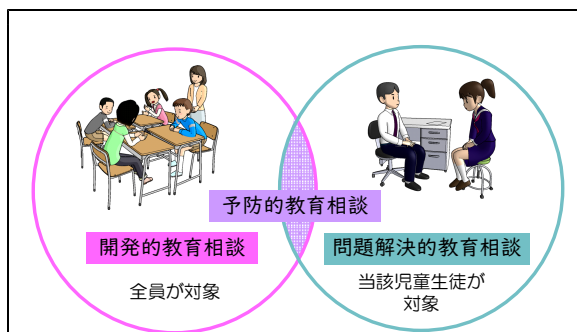 予防的教育相談
開発的教育相談
問題解決的教育相談
全員が対象
当該児童生徒が
対象